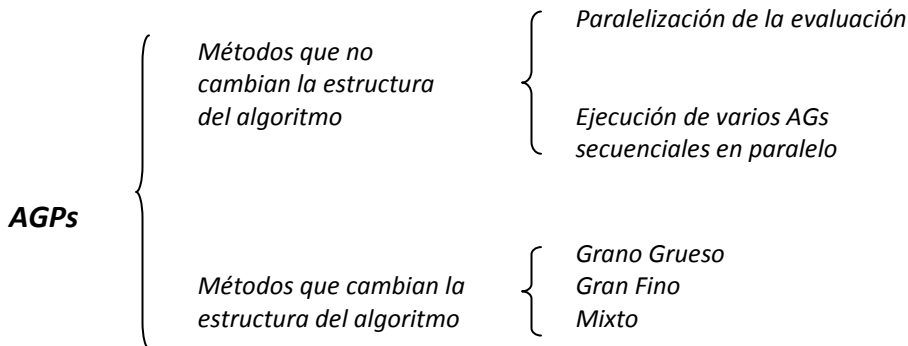 AGPs
Métodos que no
cambian la estructura
del algoritmo
Paralelización de la evaluación
Ejecución de varios AGs
secuenciales en paralelo
Métodos que cambian la
estructura del algoritmo
Grano Grueso
Gran Fino
Mixto